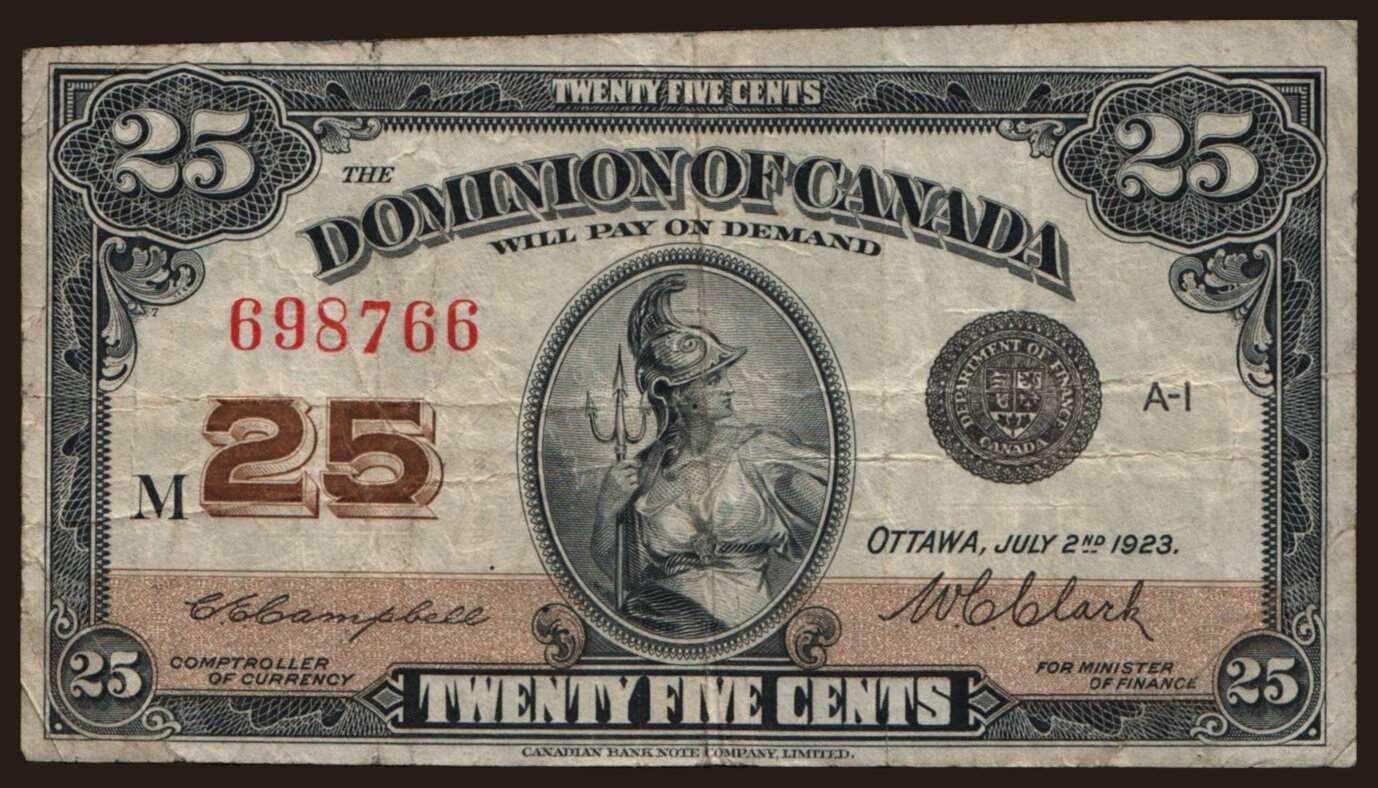 TWENTY FIVE CENTS
25
25
THE
DOMINION OF CANADA
WILL PAY ON DEMAND
698766
DEPARTMENT OF FINANCE
CANADA
A-1
25
M
OTTAWA, JULY 2ND 1923.
C.E.Campbell
W.C.Clark
COMPTROLLER
OF CURRENCY
FOR MINISTER
OF FINANCE
25
TWENTY FIVE CENTS
25
CANADIAN BANK NOTE COMPANY, LIMITED.